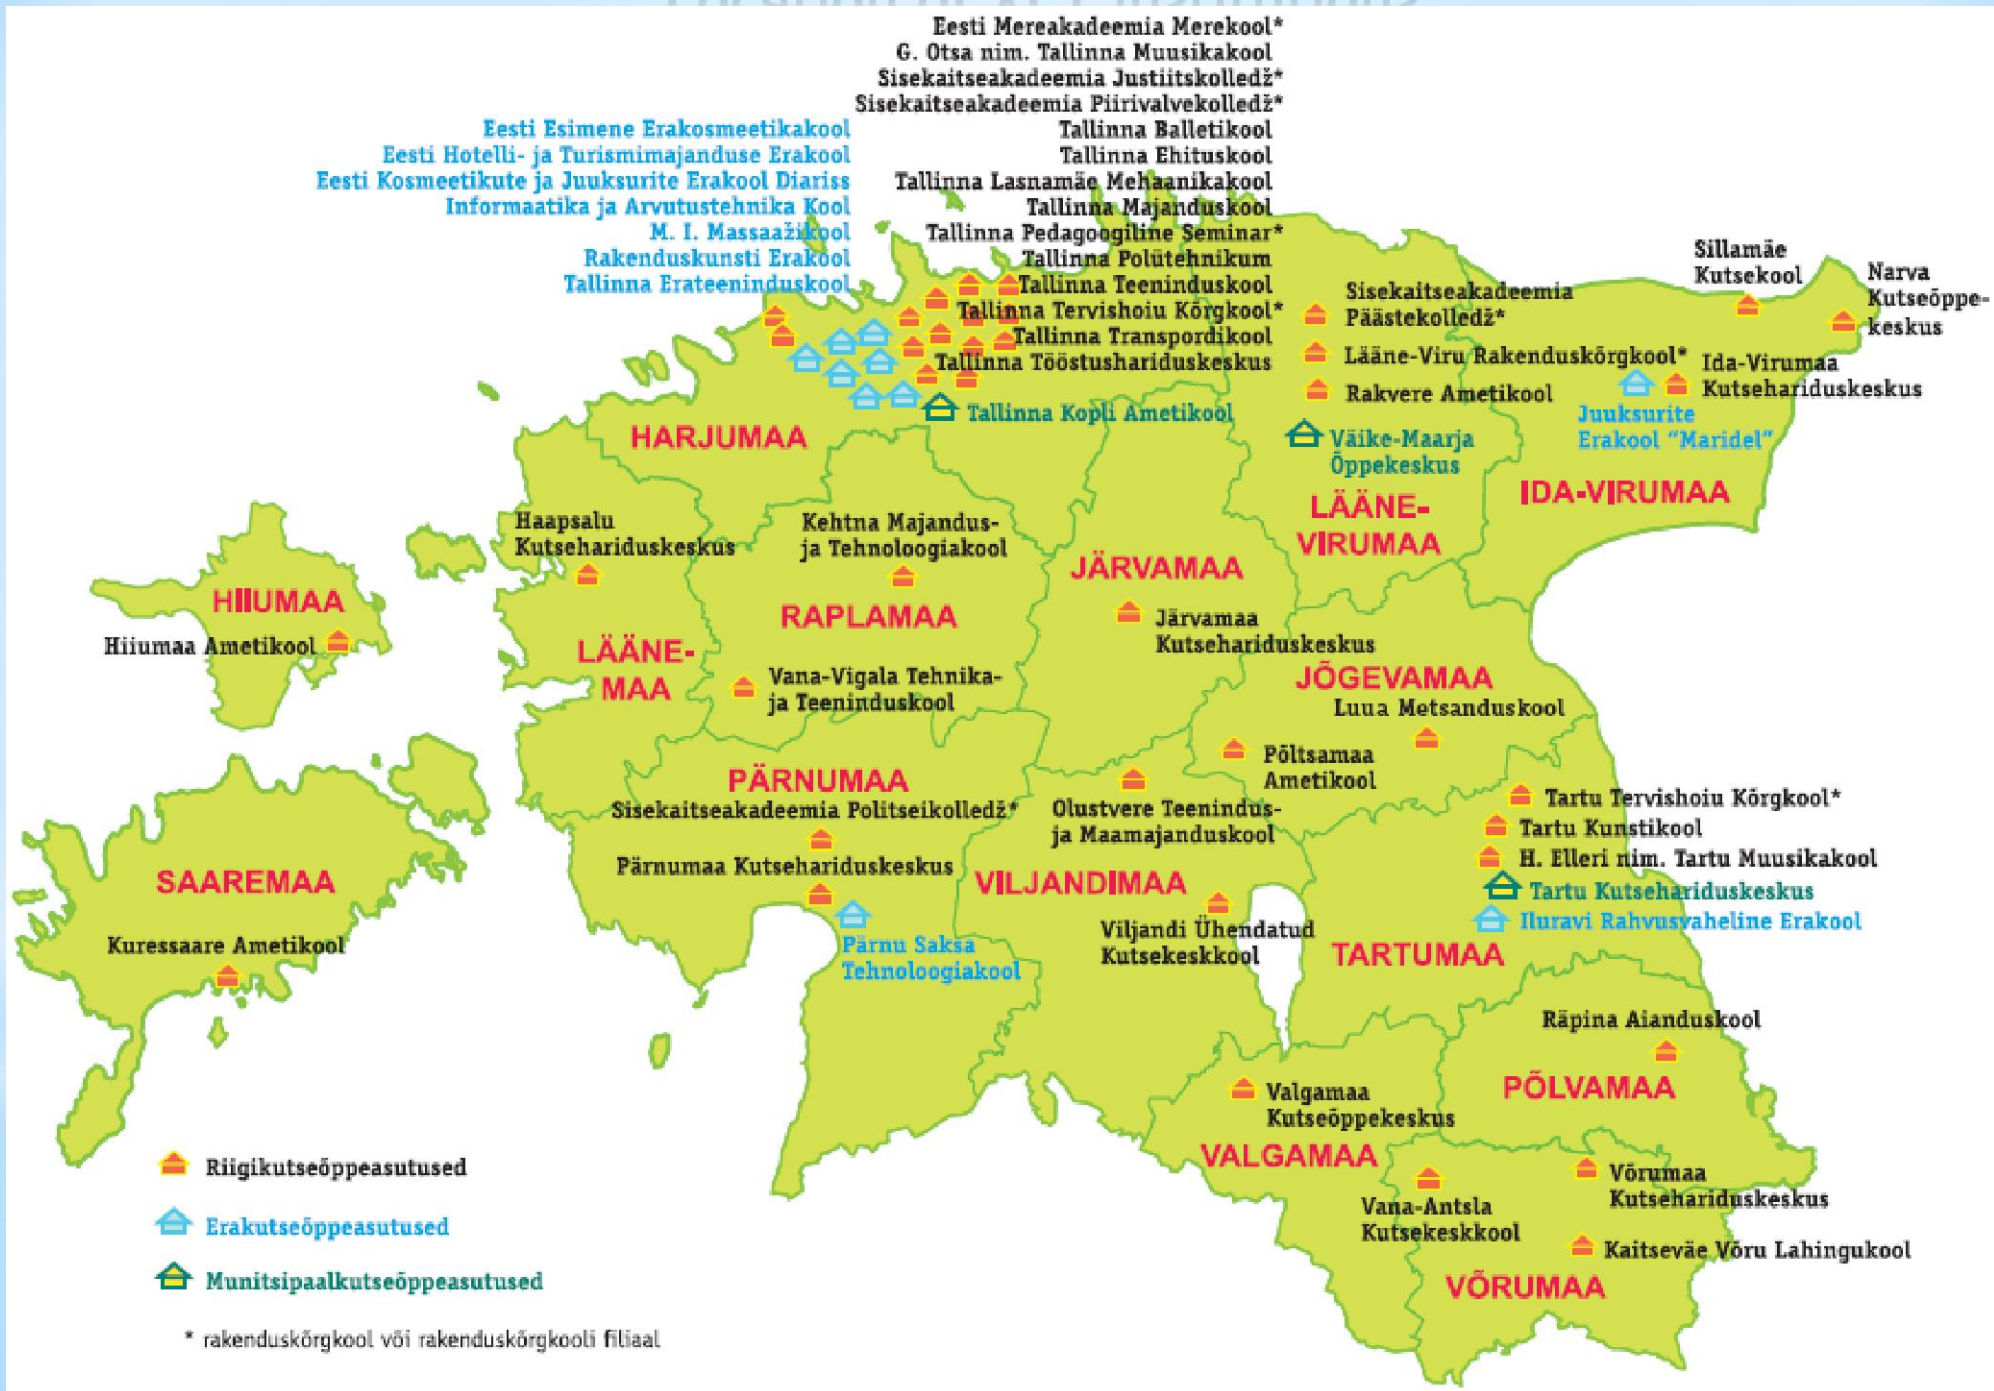 Eesti Mereakadeemia Merekool*
G. Otsa nim. Tallinna Muusikakool
Sisekaitseakadeemia Justiitskolledž*
Sisekaitseakadeemia Piirivalvekolledž*
Tallinna Balletikool
Tallinna Ehituskool
Tallinna Lasnamäe Mehaanikakool
Tallinna Majanduskool
Tallinna Pedagoogiline Seminar*
Tallinna Polütehnikum
Tallinna Teeninduskool
Tallinna Tervishoiu Kõrgkool*
Tallinna Transpordikool
Tallinna Tööstushariduskeskus
Eesti Esimene Erakosmeetikakool
Eesti Hotelli- ja Turismimajanduse Erakool
Eesti Kosmeetikute ja Juuksurite Erakool Diariss
Informaatika ja Arvutustehnika Kool
M. I. Massaažikool
Rakenduskunsti Erakool
Tallinna Erateeninduskool
Tallinna Kopli Ametikool
HARJUMAA
Sisekaitseakadeemia
Päästekolledž*
Lääne-Viru Rakenduskõrgkool*
Rakvere Ametikool
Väike-Maarja
Õppekeskus
LÄÄNE-
VIRUMAA
Sillamäe
Kutsekool
Narva
Kutseõppe-
keskus
Ida-Virumaa
Kutsehariduskeskus
Juuksurite
Erakool "Maridel"
IDA-VIRUMAA
Haapsalu
Kutsehariduskeskus
LÄÄNE-
MAA
Kehtna Majandus-
ja Tehnoloogiakool
RAPLAMAA
Vana-Vigala Tehnika-
ja Teeninduskool
JÄRVAMAA
Järvamaa
Kutsehariduskeskus
HIIUMAA
Hiiumaa Ametikool
JÕGEVAMAA
Luua Metsanduskool
Põltsamaa
Ametikool
PÄRNUMAA
Sisekaitseakadeemia Politseikolledž*
Pärnumaa Kutsehariduskeskus
Pärnu Saksa
Tehnoloogiakool
Olustvere Teenindus-
ja Maamajanduskool
VILJANDIMAA
Viljandi Ühendatud
Kutsekeskkool
Tartu Tervishoiu Kõrgkool*
Tartu Kunstikool
H. Elleri nim. Tartu Muusikakool
Tartu Kutsehariduskeskus
Iluravi Rahvusvaheline Erakool
TARTUMAA
SAAREMAA
Kuressaare Ametikool
Räpina Aianduskool
PÕLVAMAA
Valgamaa
Kutseõppekeskus
VALGAMAA
Vana-Antsla
Kutsekeskkool
Võrumaa
Kutsehariduskeskus
Kaitseväe Võru Lahingukool
VÕRUMAA
Riigikutseõppeasutused
Erakutseõppeasutused
Munitsipaalkutseõppeasutused
* rakenduskõrgkool või rakenduskõrgkooli filiaal